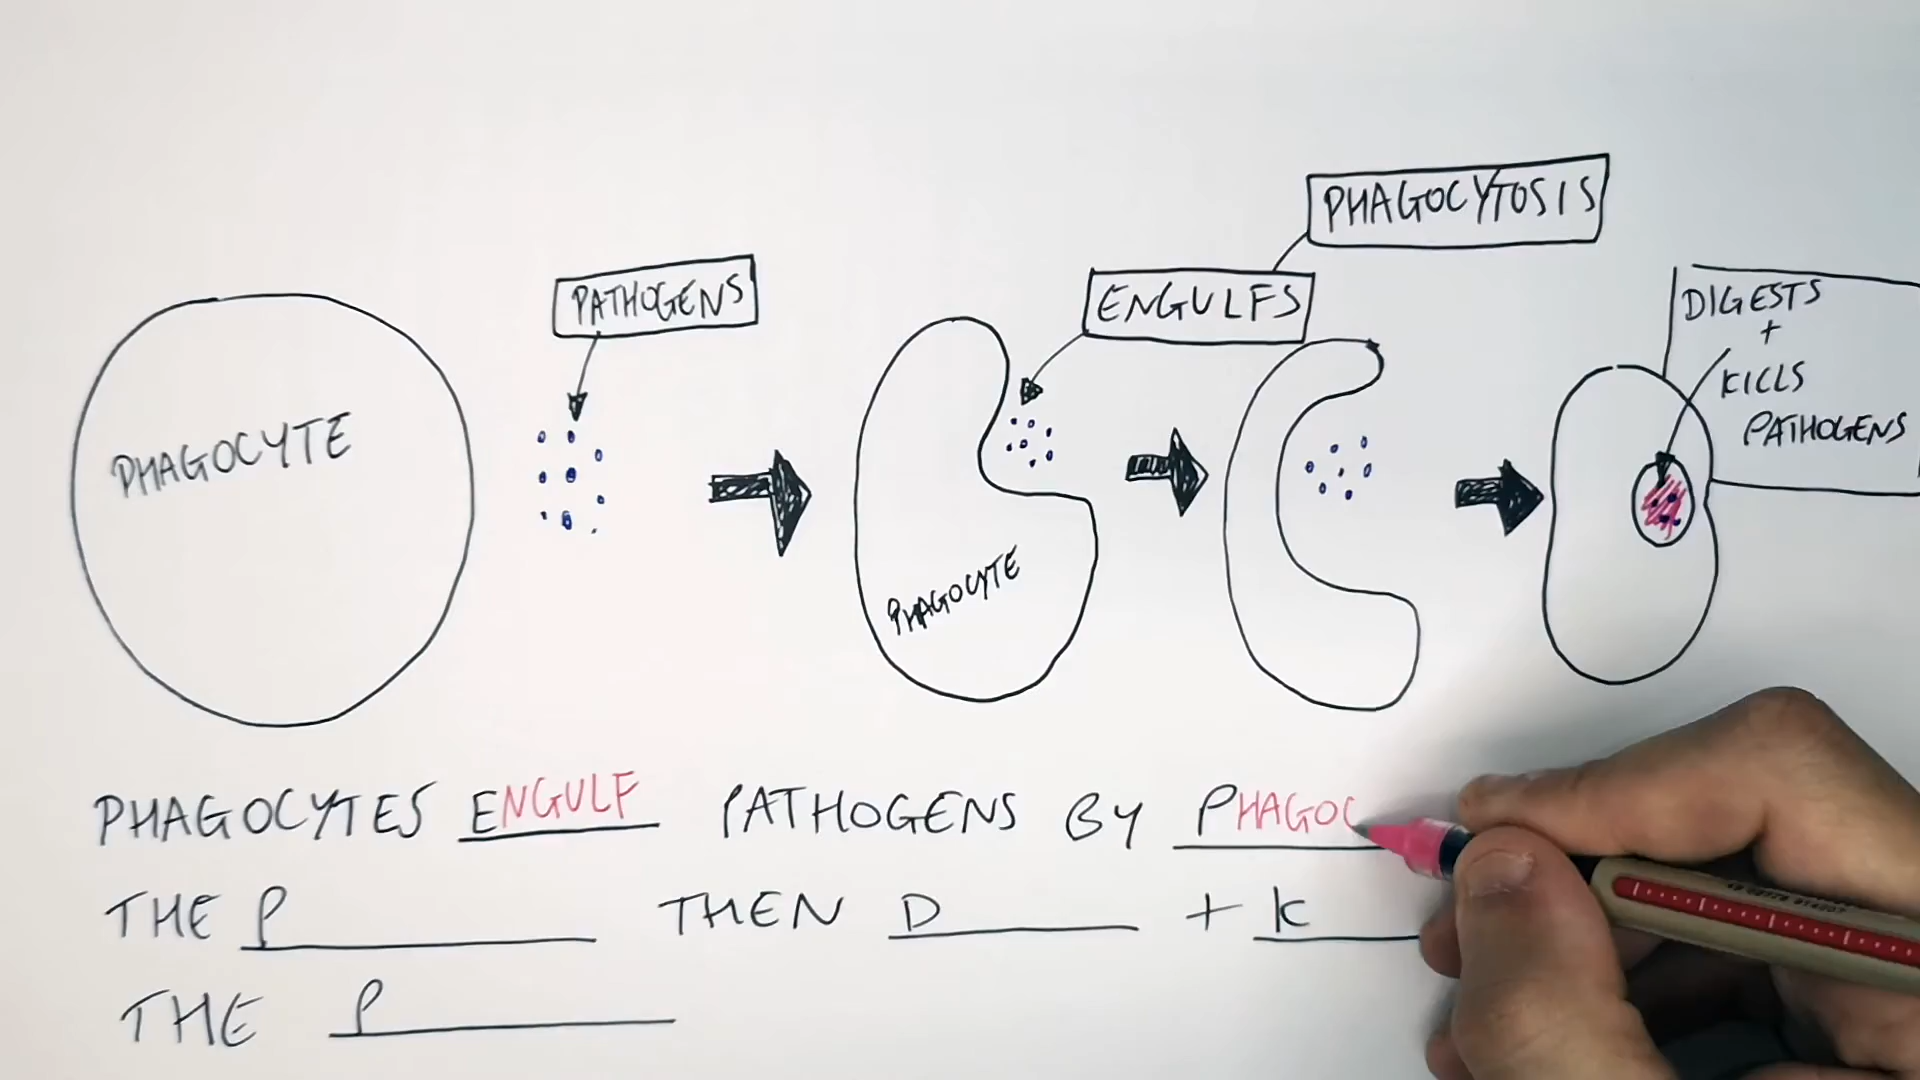 PHAGOCYTOSIS
PATHOGENS
ENGULFS
DIGESTS
+
KILLS
PATHOGENS
PHAGOCYTE
PHAGOCYTE
PHAGOCYTES ENGULF PATHOGENS BY PHAGOC
THE P THEN D + K
THE P